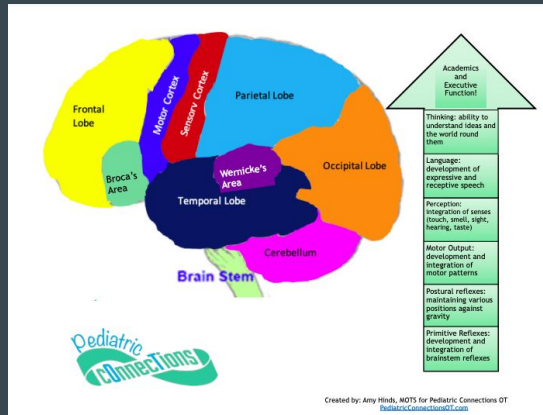 Frontal
Lobe
Motor Cortex
Sensory Cortex
Parietal Lobe
Broca's
Area
Wernicke's
Area
Temporal Lobe
Occipital Lobe
Cerebellum
Brain Stem
Academics
and
Executive
Function!
Thinking: ability to
understand ideas and
the world round
them
Language:
development of
expressive and
receptive speech
Perception:
integration of senses
(touch, smell, sight,
hearing, taste)
Motor Output:
development and
integration of
motor patterns
Postural reflexes:
maintaining various
positions against
gravity
Primitive Reflexes:
development and
integration of
brainstem reflexes
Pediatric
cOnnecTiOns
Created by: Amy Hinds, MOTS for Pediatric Connections OT
PediatricConnectionsOT.com